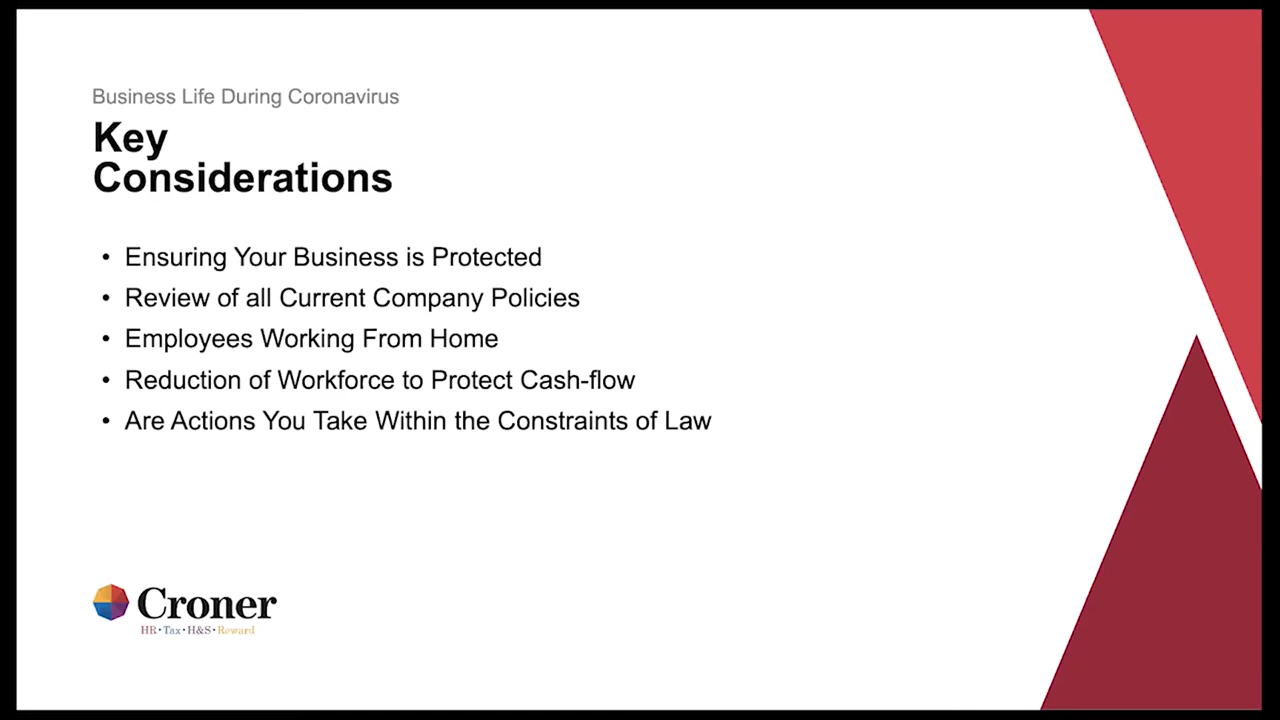 Business Life During Coronavirus
Key
Considerations
• Ensuring Your Business is Protected
• Review of all Current Company Policies
• Employees Working From Home
• Reduction of Workforce to Protect Cash-flow
• Are Actions You Take Within the Constraints of Law
Croner
HR • Tax • H&S • Reward